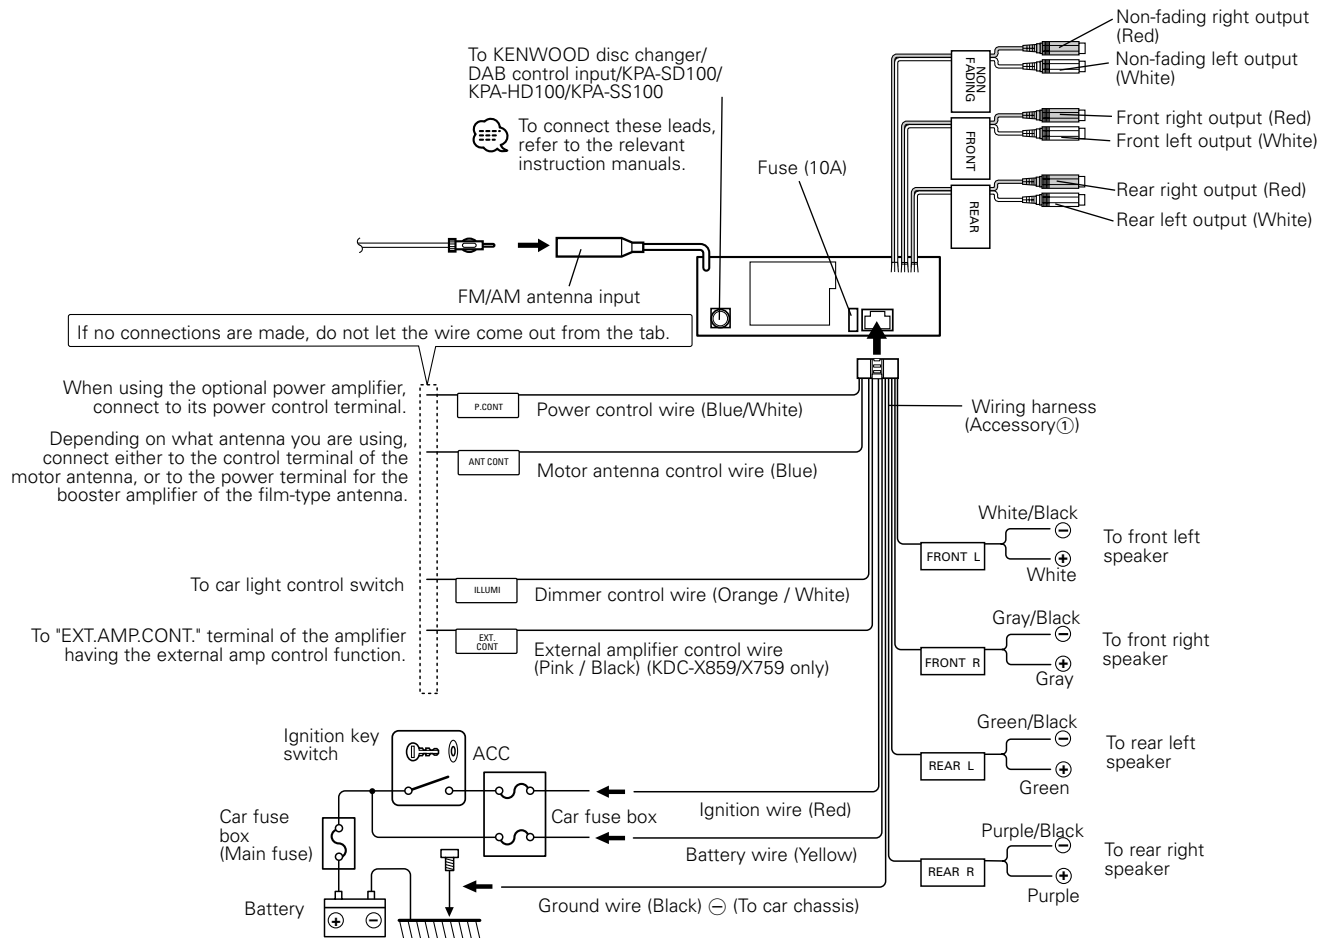 Non-fading right output
(Red)
Non-fading left output
(White)
NON
FADING
To KENWOOD disc changer/
DAB control input/KPA-SD100/
KPA-HD100/KPA-SS100
To connect these leads,
refer to the relevant
instruction manuals.
Front right output (Red)
Front left output (White)
FRONT
Fuse (10A)
Rear right output (Red)
Rear left output (White)
REAR
FM/AM antenna input
If no connections are made, do not let the wire come out from the tab.
When using the optional power amplifier,
connect to its power control terminal.
P.CONT
Power control wire (Blue/White)
Wiring harness
(Accessory①)
Depending on what antenna you are using,
connect either to the control terminal of the
motor antenna, or to the power terminal for the
booster amplifier of the film-type antenna.
ANT CONT
Motor antenna control wire (Blue)
White/Black
⊖
FRONT L
⊕
White
To front left
speaker
To car light control switch
ILLUMI
Dimmer control wire (Orange / White)
To "EXT.AMP.CONT." terminal of the amplifier
having the external amp control function.
EXT.
CONT
External amplifier control wire
(Pink / Black) (KDC-X859/X759 only)
Gray/Black
⊖
FRONT R
⊕
Gray
To front right
speaker
Green/Black
⊖
REAR L
⊕
Green
To rear left
speaker
Ignition key
switch
ACC
Ignition wire (Red)
Car fuse box
Car fuse
box
(Main fuse)
Battery wire (Yellow)
Purple/Black
⊖
REAR R
⊕
Purple
To rear right
speaker
Battery
⊕ ⊖
Ground wire (Black) ⊖ (To car chassis)